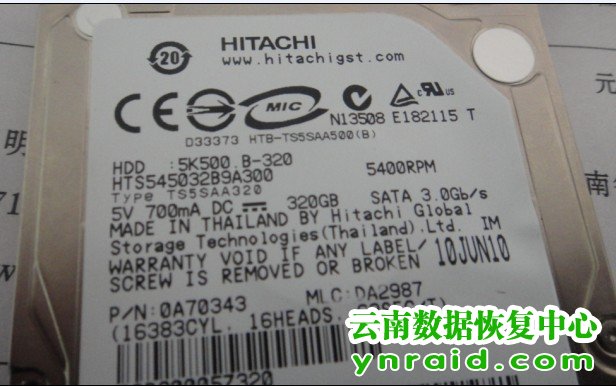 20
HITACHI
www.hitachigst.com
元
CE MIC N13508 E182115 T
D33373 HTB-TS5SAA500(B)
明
HDD :5K500.B-320 5400RPM
HTS545032B9A300
Type TS5SAA320
5V 700mA DC 320GB SATA 3.0Gb/s
MADE IN THAILAND BY Hitachi Global
Storage Technologies(Thailand).Ltd. IM
WARRANTY VOID IF ANY LABEL/ 10JUN10
SCREW IS REMOVED OR BROKEN
P/N:0A70343 MLC:DA2987
(16383CYL. 16HEADS.
云南数据恢复中心
ynraid.com